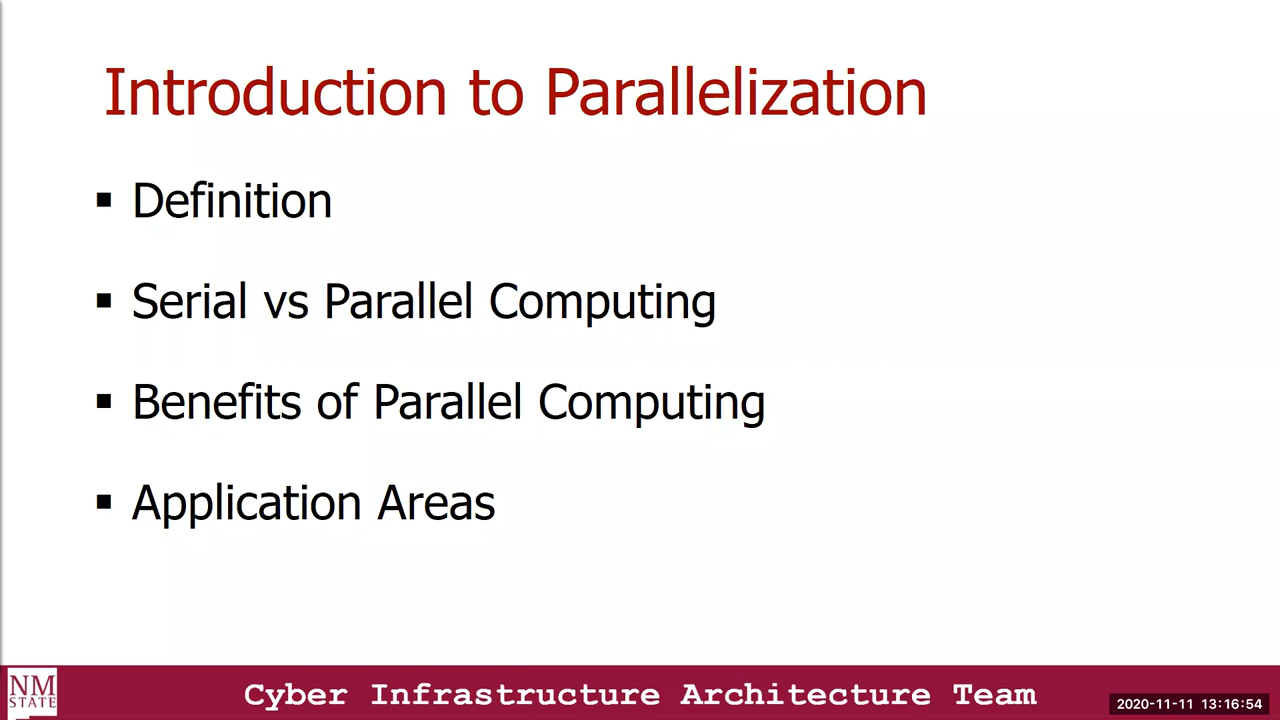 Introduction to Parallelization
▪ Definition
▪ Serial vs Parallel Computing
▪ Benefits of Parallel Computing
▪ Application Areas
NM
STATE
Cyber Infrastructure Architecture Team
2020-11-11 13:16:54